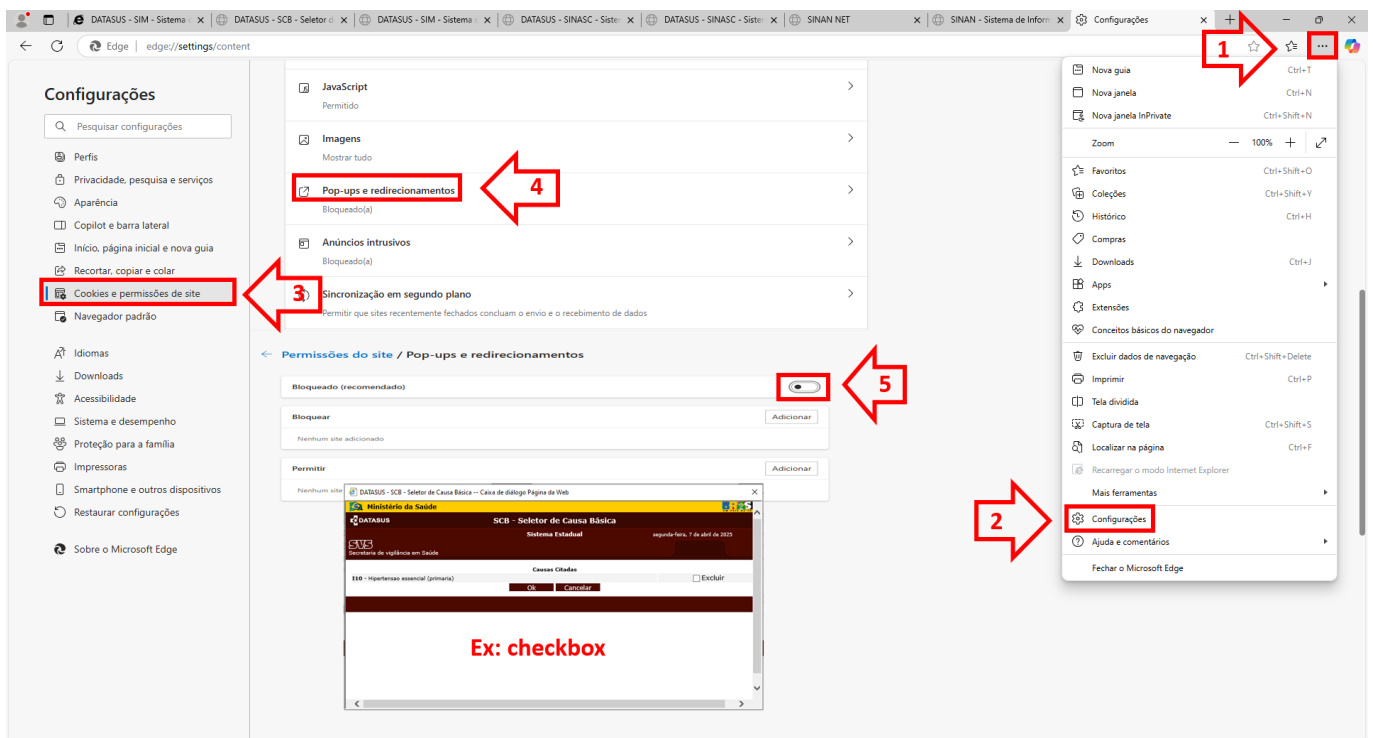 DATASUS - SIM - Sistema
DATASUS - SCB - Seletor d
DATASUS - SIM - Sistema
DATASUS - SINASC - Sister
DATASUS - SINASC - Sister
SINAN NET
SINAN - Sistema de Inform
Configurações
Edge
edge://settings/content
1
Configurações
Pesquisar configurações
Perfis
Privacidade, pesquisa e serviços
Aparência
Copilot e barra lateral
Início, página inicial e nova guia
Recortar, copiar e colar
Cookies e permissões de site
Navegador padrão
Idiomas
Downloads
Acessibilidade
Sistema e desempenho
Proteção para a família
Impressoras
Smartphone e outros dispositivos
Restaurar configurações
Sobre o Microsoft Edge
3
JavaScript
Permitido
Imagens
Mostrar tudo
Pop-ups e redirecionamentos
Bloqueado(a)
4
Anúncios intrusivos
Bloqueado(a)
Sincronização em segundo plano
Permitir que sites recentemente fechados concluam o envio e o recebimento de dados
Permissões do site / Pop-ups e redirecionamentos
Bloqueado (recomendado)
5
Bloquear
Adicionar
Nenhum site adicionado
Permitir
Adicionar
Nenhum site
DATASUS - SCB - Seletor de Causa Básica -- Caixa de diálogo Página da Web
Ministério da Saúde
DATASUS
SCB - Seletor de Causa Básica
Sistema Estadual
segunda-feira, 7 de abril de 2025
SVS
Secretaria de vigilância em Saúde
Causas Citadas
I10 - Hipertensao essencial (primaria)
Excluir
Ok
Cancelar
Ex: checkbox
Nova guia Ctrl+T
Nova janela Ctrl+N
Nova janela InPrivate Ctrl+Shift+N
Zoom 100%
Favoritos Ctrl+Shift+O
Coleções Ctrl+Shift+Y
Histórico Ctrl+H
Compras
Downloads Ctrl+J
Apps
Extensões
Conceitos básicos do navegador
Excluir dados de navegação Ctrl+Shift+Delete
Imprimir Ctrl+P
Tela dividida
Captura de tela Ctrl+Shift+S
Localizar na página Ctrl+F
Recarregar o modo Internet Explorer
Mais ferramentas
2
Configurações
Ajuda e comentários
Fechar o Microsoft Edge